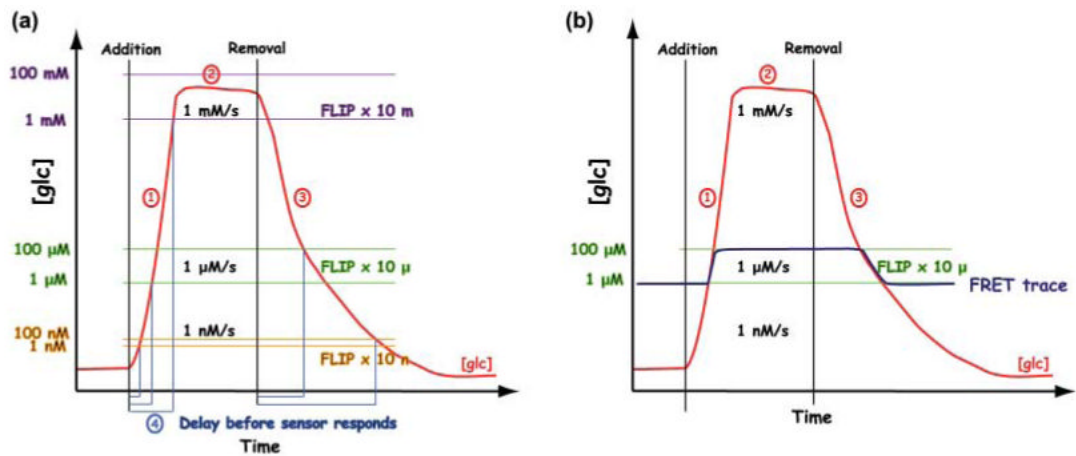 (a)
Addition
Removal
100 mM
2
1 mM/s
FLIP x 10 m
1 mM
[glc]
1
3
100 μM
1 μM/s
FLIP x 10 μ
1 μM
1 nM/s
100 nM
1 nM
FLIP x 10 n
[glc]
4 Delay before sensor responds
Time
(b)
Addition
Removal
2
1 mM/s
[glc]
1
3
100 μM
1 μM/s
FLIP x 10 μ
1 μM
FRET trace
1 nM/s
[glc]
Time